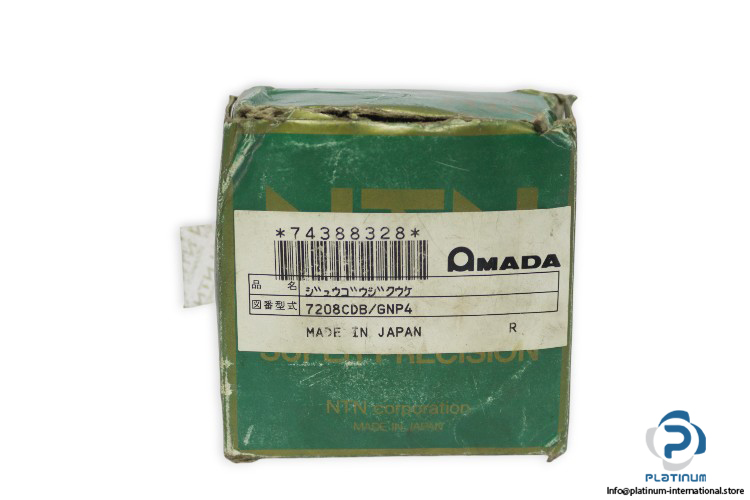 NTN
*74388328*
AMADA
品 名 ジュウゴウジクウケ
図番型式 7208CDB/GNP4
MADE IN JAPAN R
SUPER PRECISION
NTN corporation
MADE IN JAPAN
PLATINUM
Info@platinum-international.store